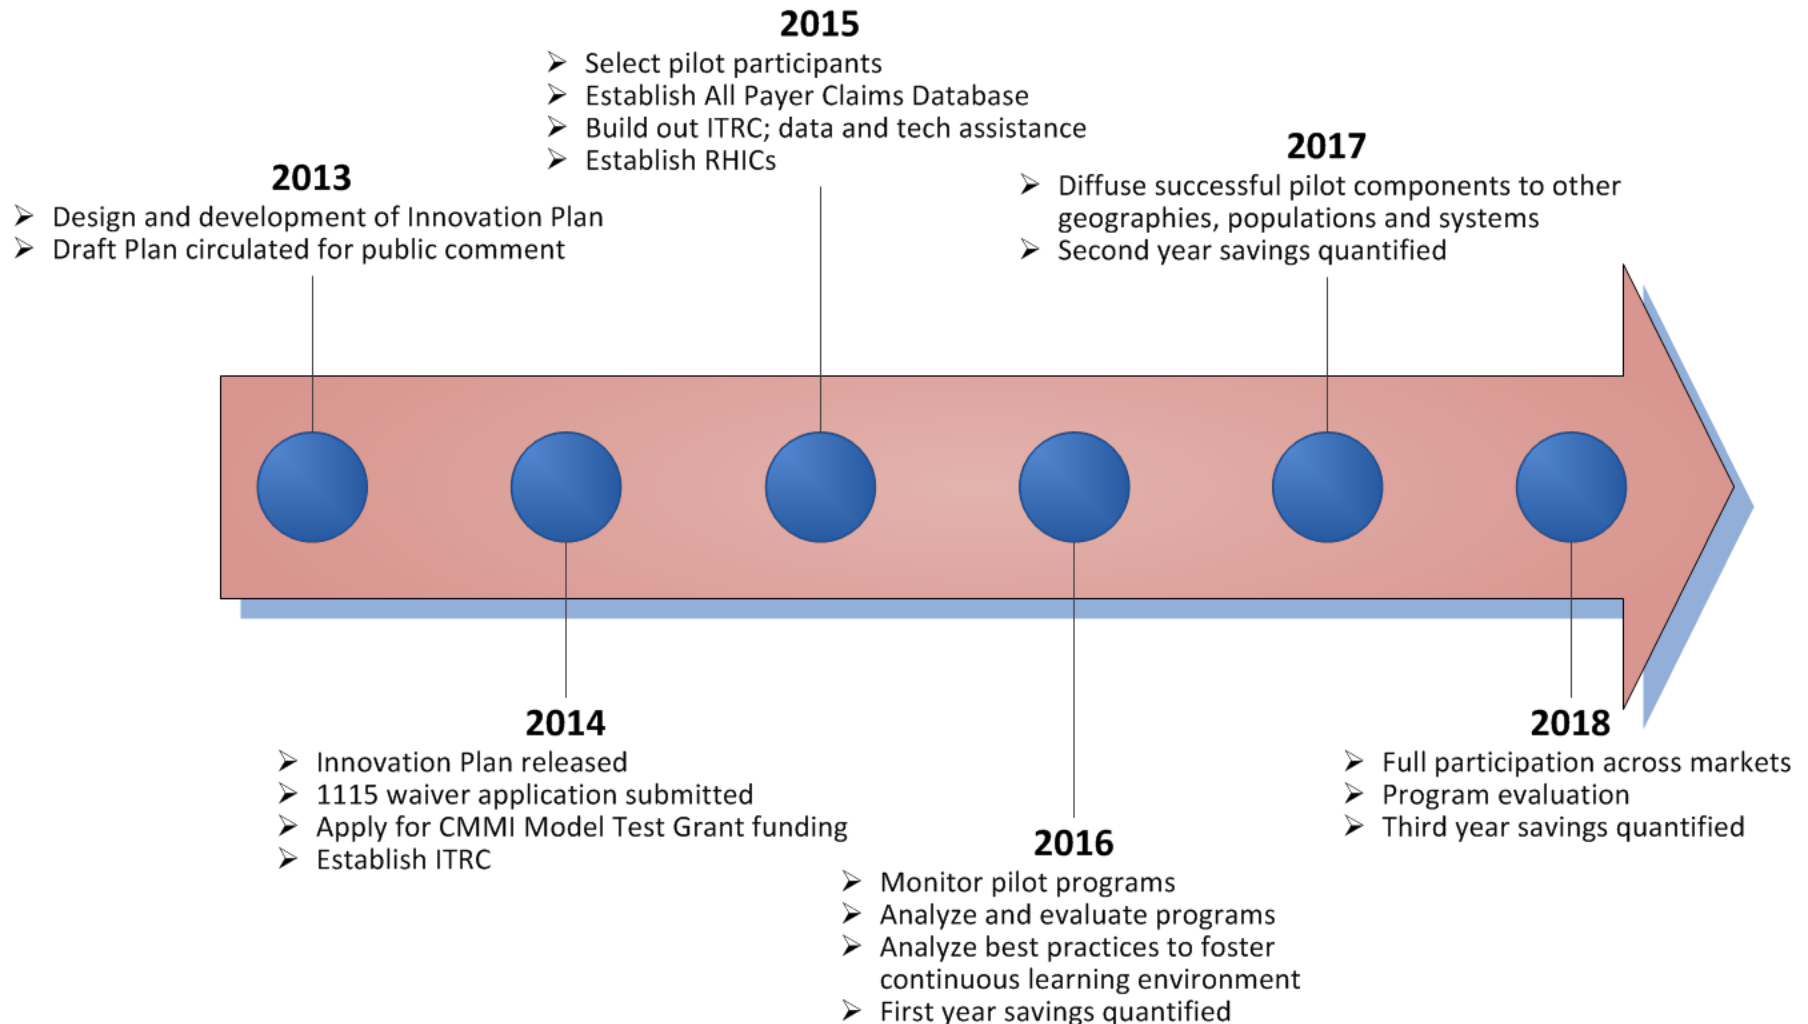 2013
➢ Design and development of Innovation Plan
➢ Draft Plan circulated for public comment
2014
➢ Innovation Plan released
➢ 1115 waiver application submitted
➢ Apply for CMMI Model Test Grant funding
➢ Establish ITRC
2015
➢ Select pilot participants
➢ Establish All Payer Claims Database
➢ Build out ITRC; data and tech assistance
➢ Establish RHICs
2016
➢ Monitor pilot programs
➢ Analyze and evaluate programs
➢ Analyze best practices to foster
continuous learning environment
➢ First year savings quantified
2017
➢ Diffuse successful pilot components to other
geographies, populations and systems
➢ Second year savings quantified
2018
➢ Full participation across markets
➢ Program evaluation
➢ Third year savings quantified